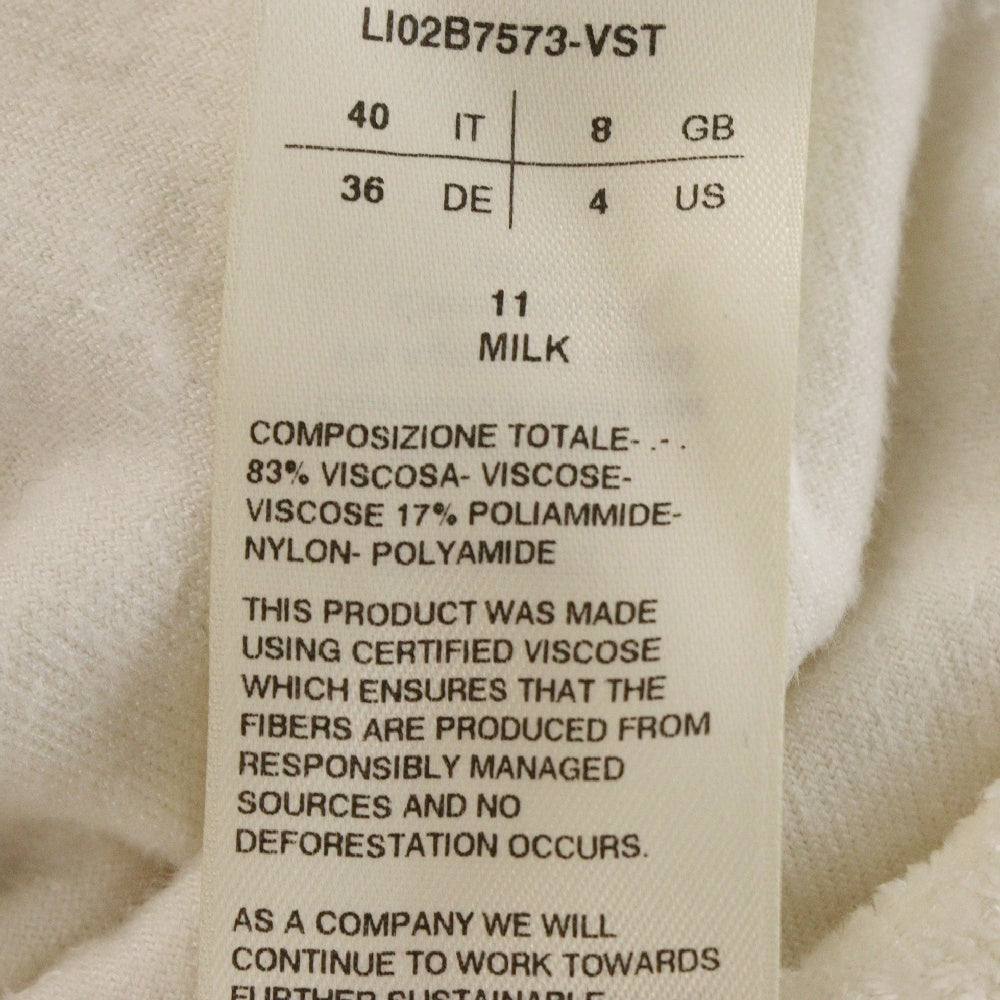 LI02B7573-VST
40 IT 8 GB
36 DE 4 US
11
MILK
COMPOSIZIONE TOTALE- .- .
83% VISCOSA- VISCOSE-
VISCOSE 17% POLIAMMIDE-
NYLON- POLYAMIDE
THIS PRODUCT WAS MADE
USING CERTIFIED VISCOSE
WHICH ENSURES THAT THE
FIBERS ARE PRODUCED FROM
RESPONSIBLY MANAGED
SOURCES AND NO
DEFORESTATION OCCURS.
AS A COMPANY WE WILL
CONTINUE TO WORK TOWARDS
FURTHER SUSTAINABLE